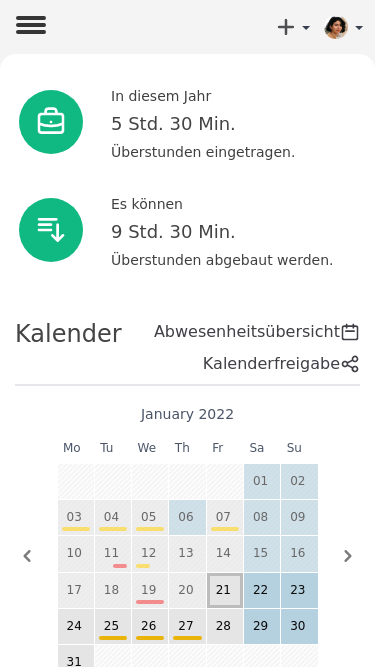 In diesem Jahr
5 Std. 30 Min.
Überstunden eingetragen.
Es können
9 Std. 30 Min.
Überstunden abgebaut werden.
Kalender
Abwesenheitsübersicht
Kalenderfreigabe
January 2022
Mo Tu We Th Fr Sa Su
01 02
03 04 05 06 07 08 09
10 11 12 13 14 15 16
17 18 19 20 21 22 23
24 25 26 27 28 29 30
31